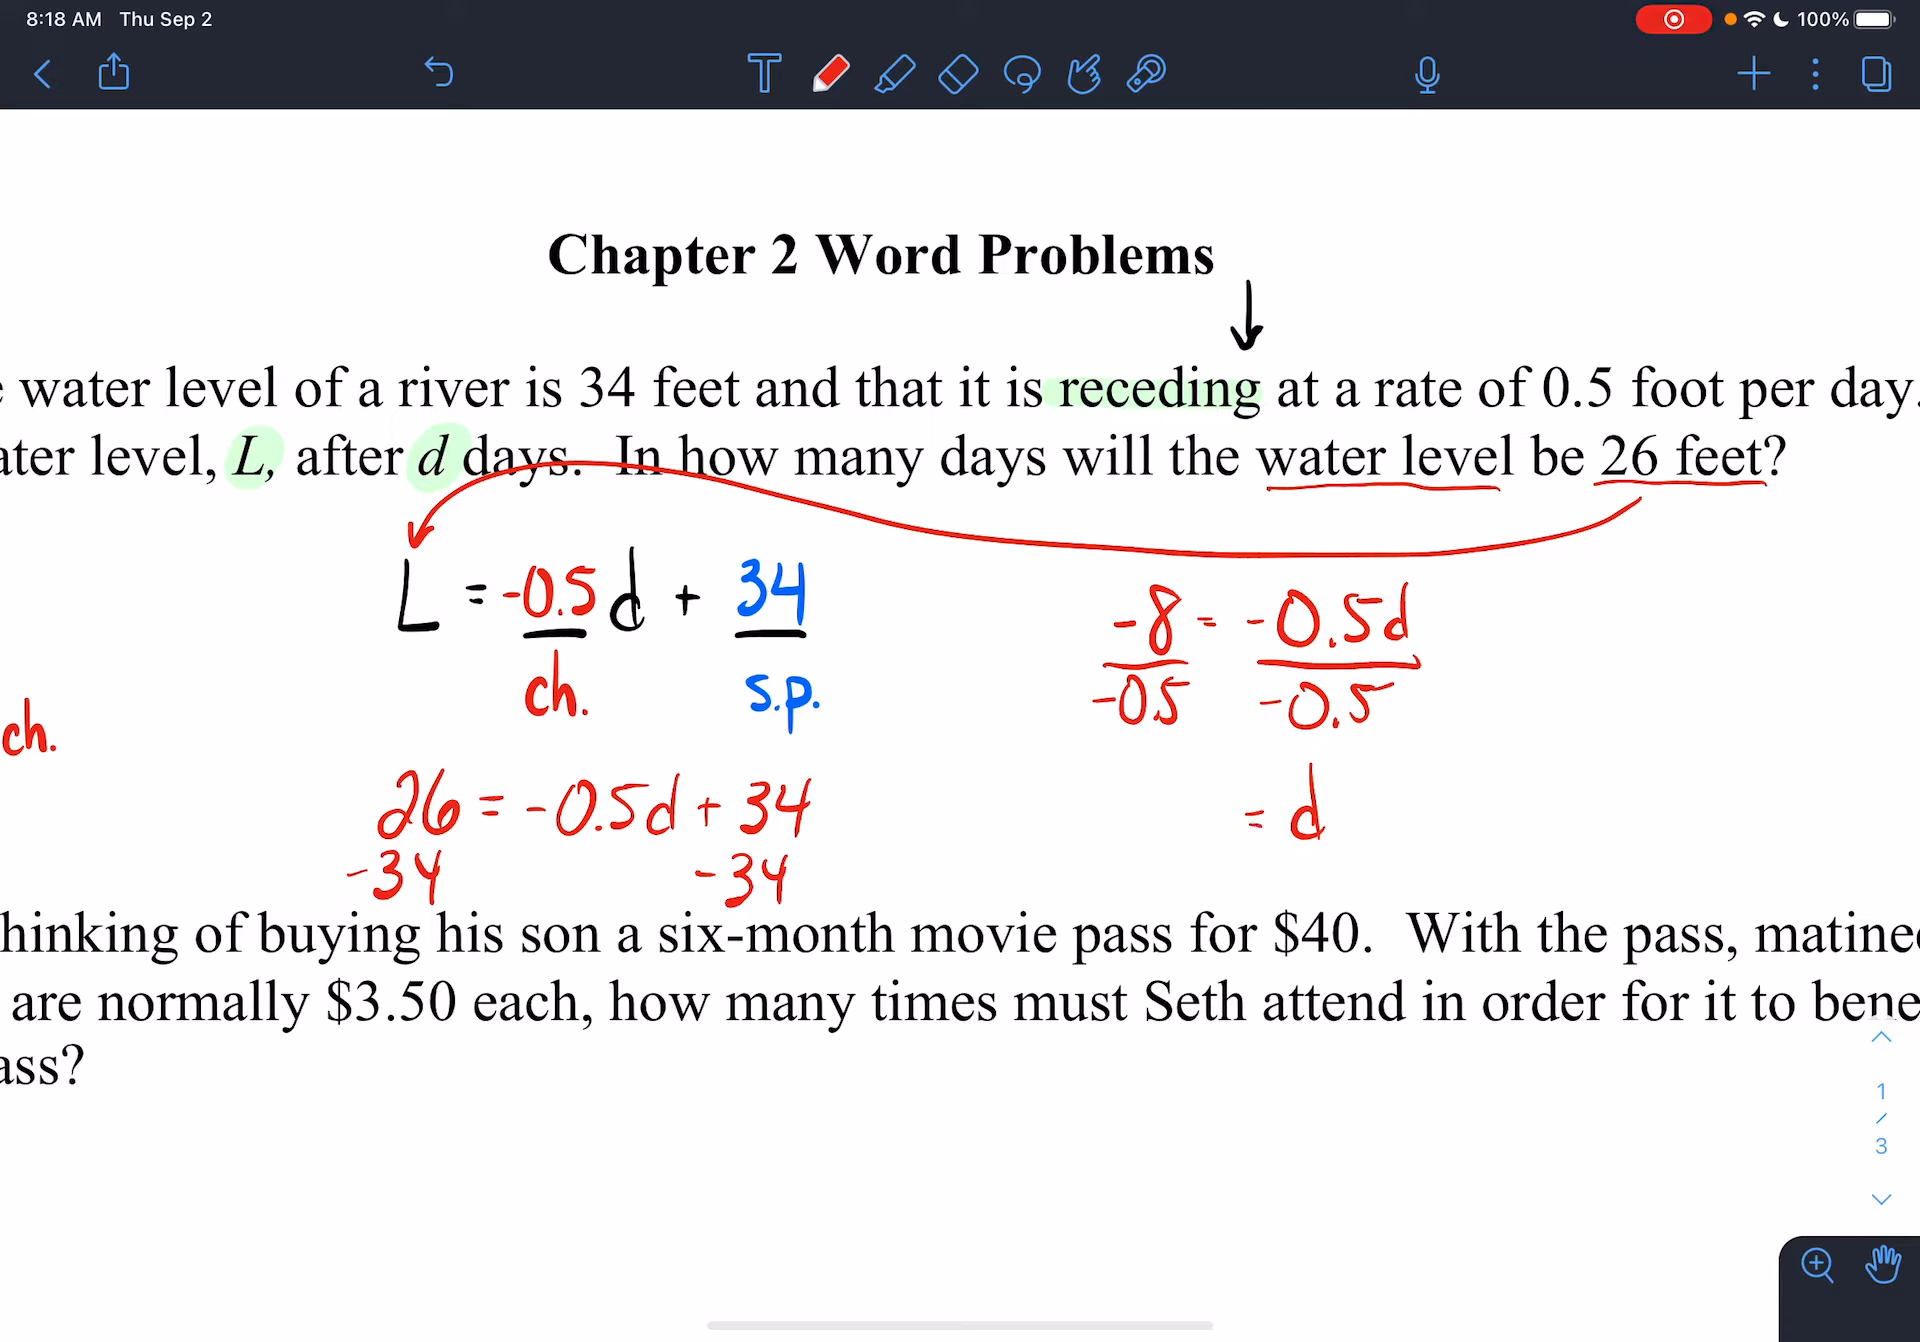 8:18 AM Thu Sep 2
100%
Chapter 2 Word Problems
water level of a river is 34 feet and that it is receding at a rate of 0.5 foot per day.
ater level, L, after d days. In how many days will the water level be 26 feet?
L = -0.5d + 34
ch. s.p.
ch.
26 = -0.5d + 34
-34 -34
-8 = -0.5d
-0.5 -0.5
= d
hinking of buying his son a six-month movie pass for $40. With the pass, matine
are normally $3.50 each, how many times must Seth attend in order for it to bene
ass?
1
/
3